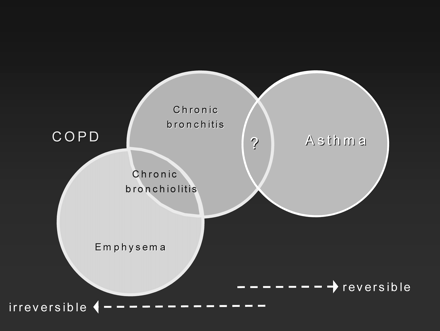 Chronic
bronchitis
?
Asthma
COPD
Chronic
bronchiolitis
Emphysema
reversible
irreversible